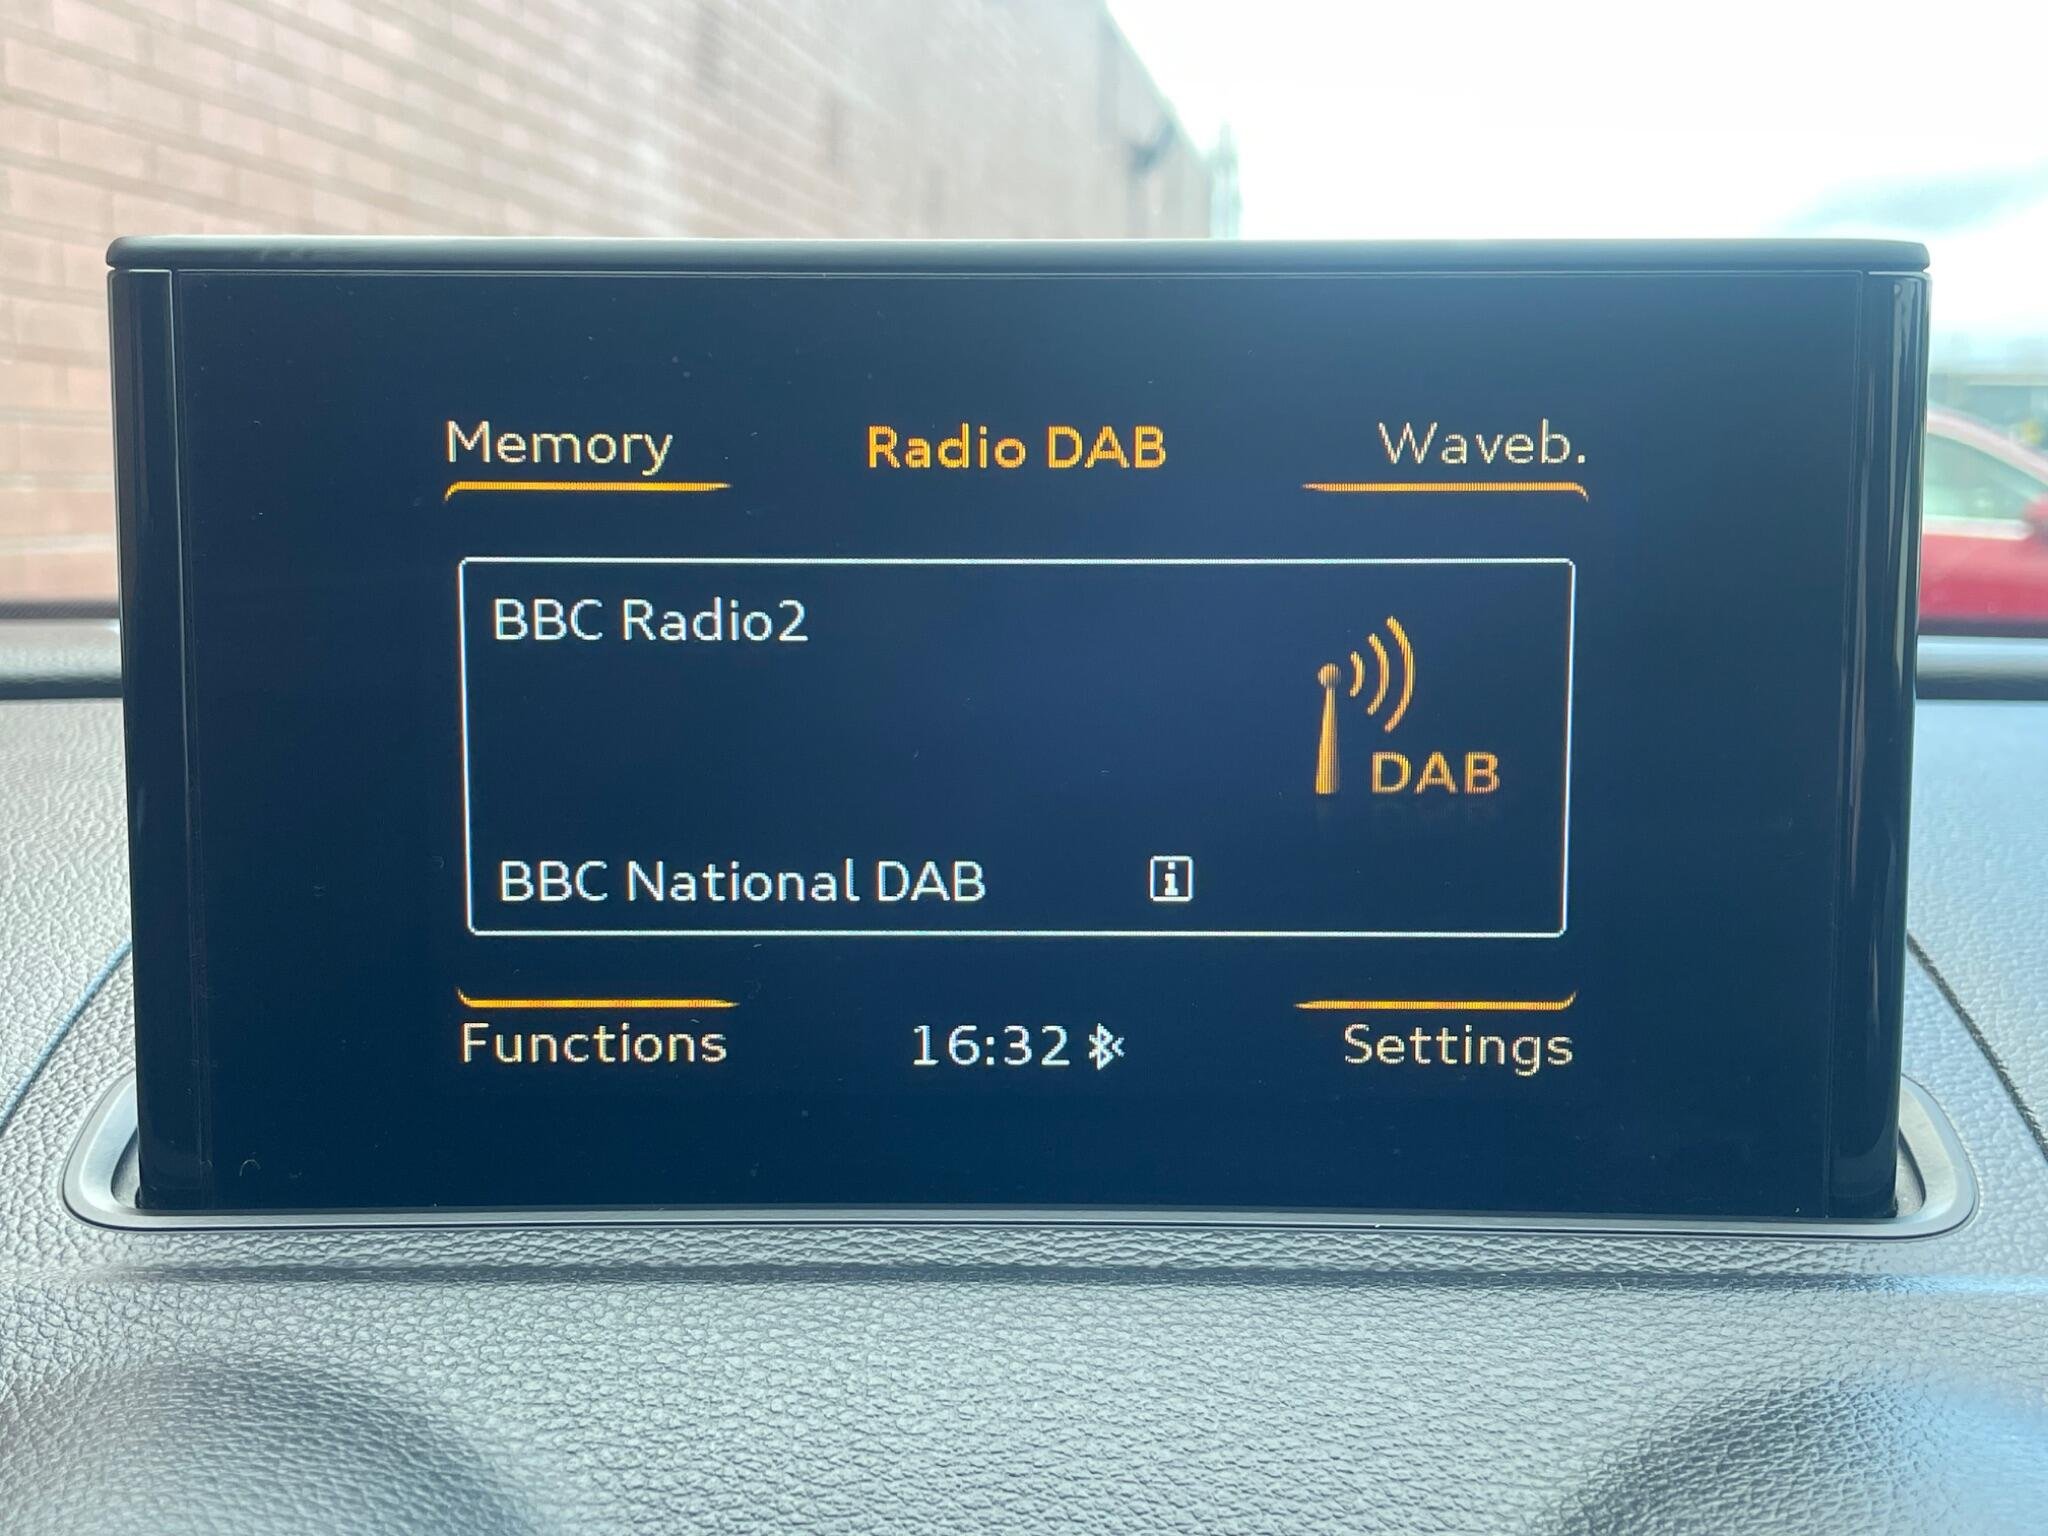 Memory
Radio DAB
Waveb.
BBC Radio2
DAB
BBC National DAB
Functions
16:32
Settings